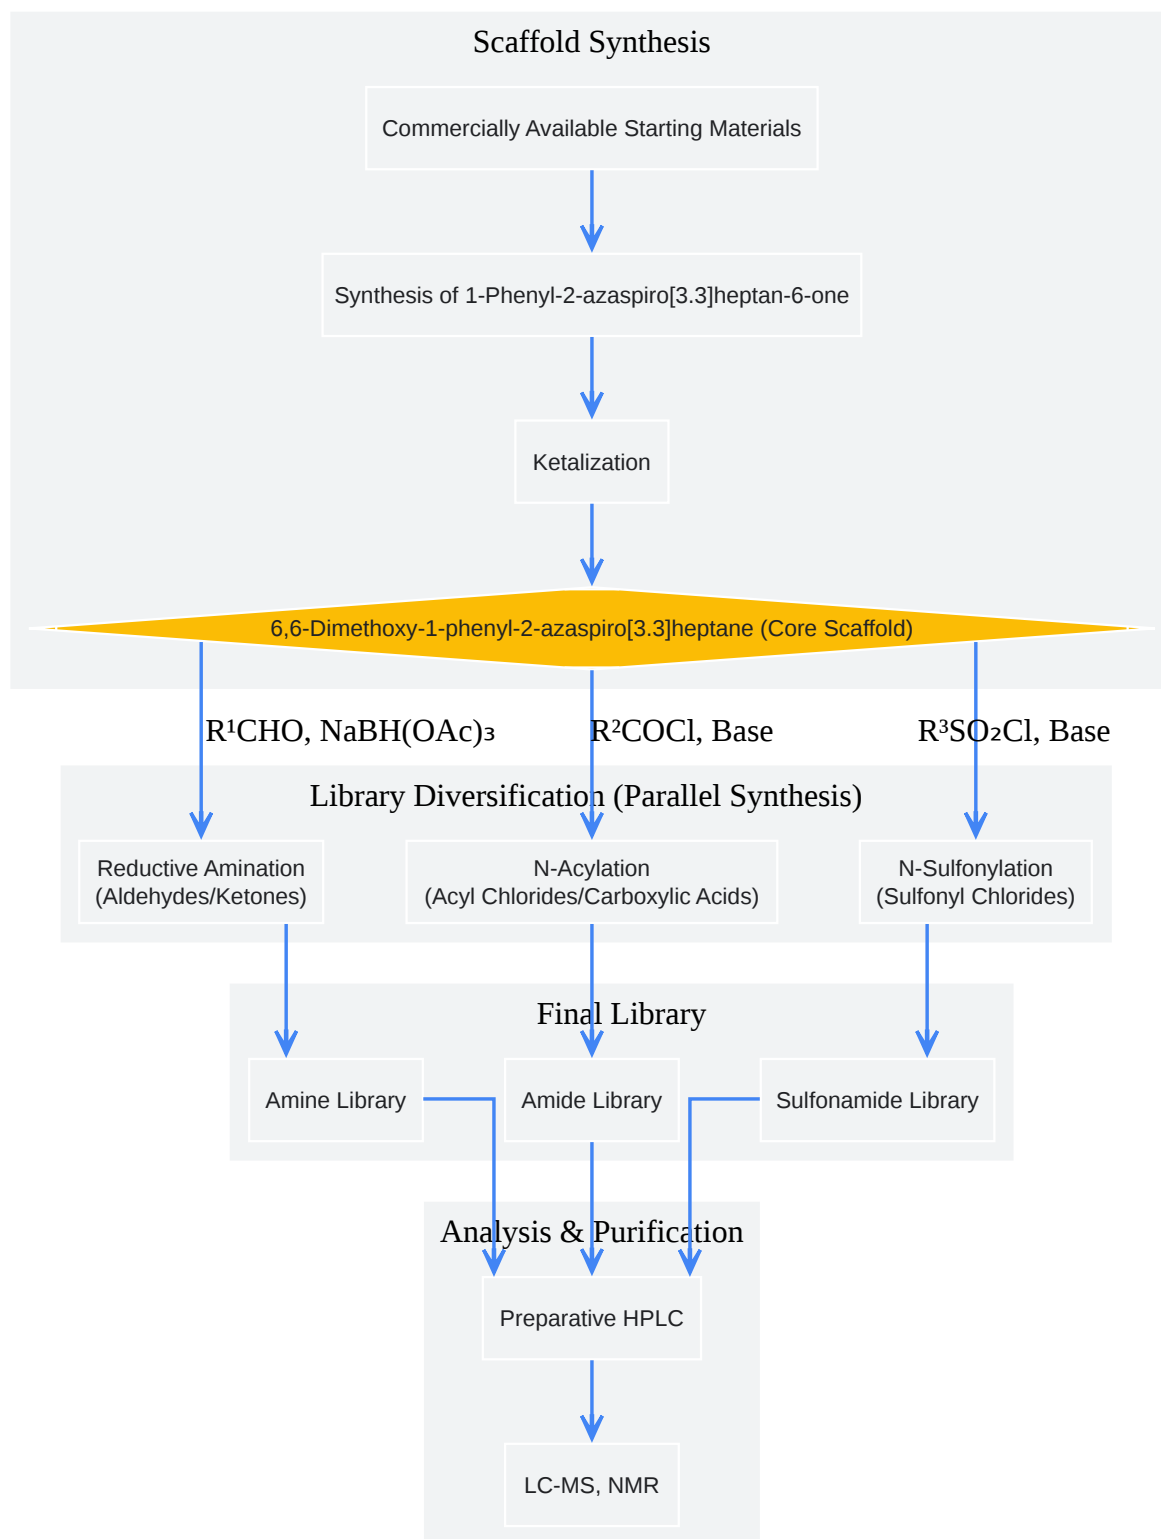 Scaffold Synthesis
Commercially Available Starting Materials
Synthesis of 1-Phenyl-2-azaspiro[3.3]heptan-6-one
Ketalization
6,6-Dimethoxy-1-phenyl-2-azaspiro[3.3]heptane (Core Scaffold)
R¹CHO, NaBH(OAc)₃
R²COCl, Base
R³SO₂Cl, Base
Library Diversification (Parallel Synthesis)
Reductive Amination
(Aldehydes/Ketones)
N-Acylation
(Acyl Chlorides/Carboxylic Acids)
N-Sulfonylation
(Sulfonyl Chlorides)
Final Library
Amine Library
Amide Library
Sulfonamide Library
Analysis & Purification
Preparative HPLC
LC-MS, NMR